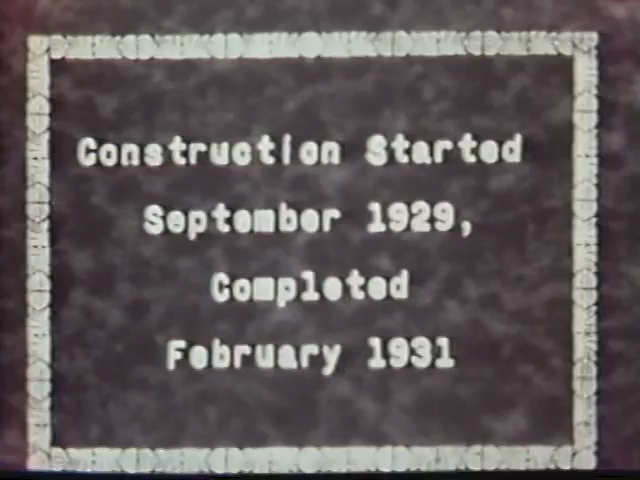 Construction Started
September 1929,
Completed
February 1931